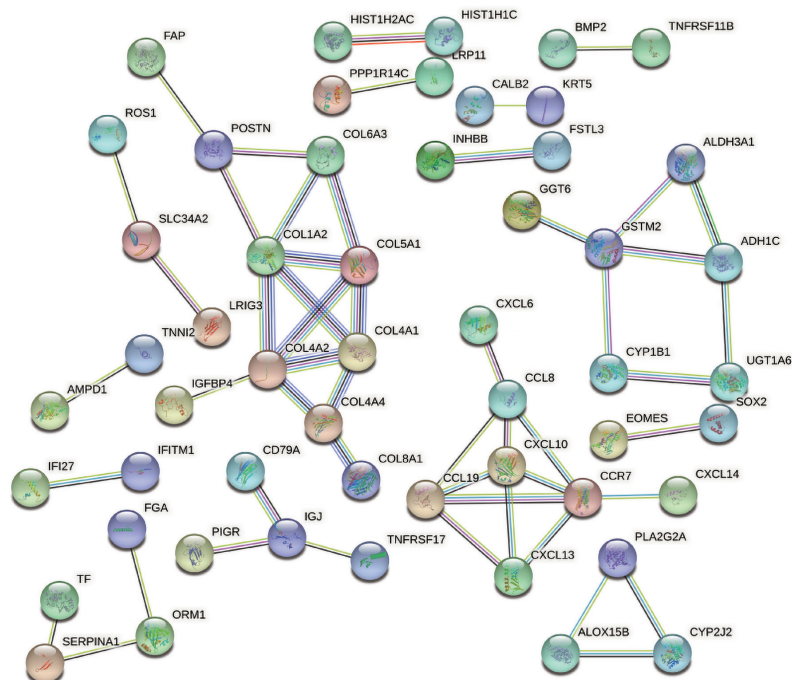 HIST1H2AC
HIST1H1C
BMP2
TNFRSF11B
FAP
LRP11
PPP1R14C
CALB2
KRT5
ROS1
POSTN
COL6A3
INHBB
FSTL3
ALDH3A1
GGT6
SLC34A2
COL1A2
COL5A1
GSTM2
ADH1C
LRIG3
CXCL6
TNNI2
COL4A1
COL4A2
CYP1B1
UGT1A6
AMPD1
IGFBP4
CCL8
SOX2
COL4A4
EOMES
CXCL10
CD79A
COL8A1
IFITM1
IFI27
CCL19
CCR7
CXCL14
FGA
IGJ
PIGR
TNFRSF17
CXCL13
PLA2G2A
TF
ORM1
SERPINA1
ALOX15B
CYP2J2